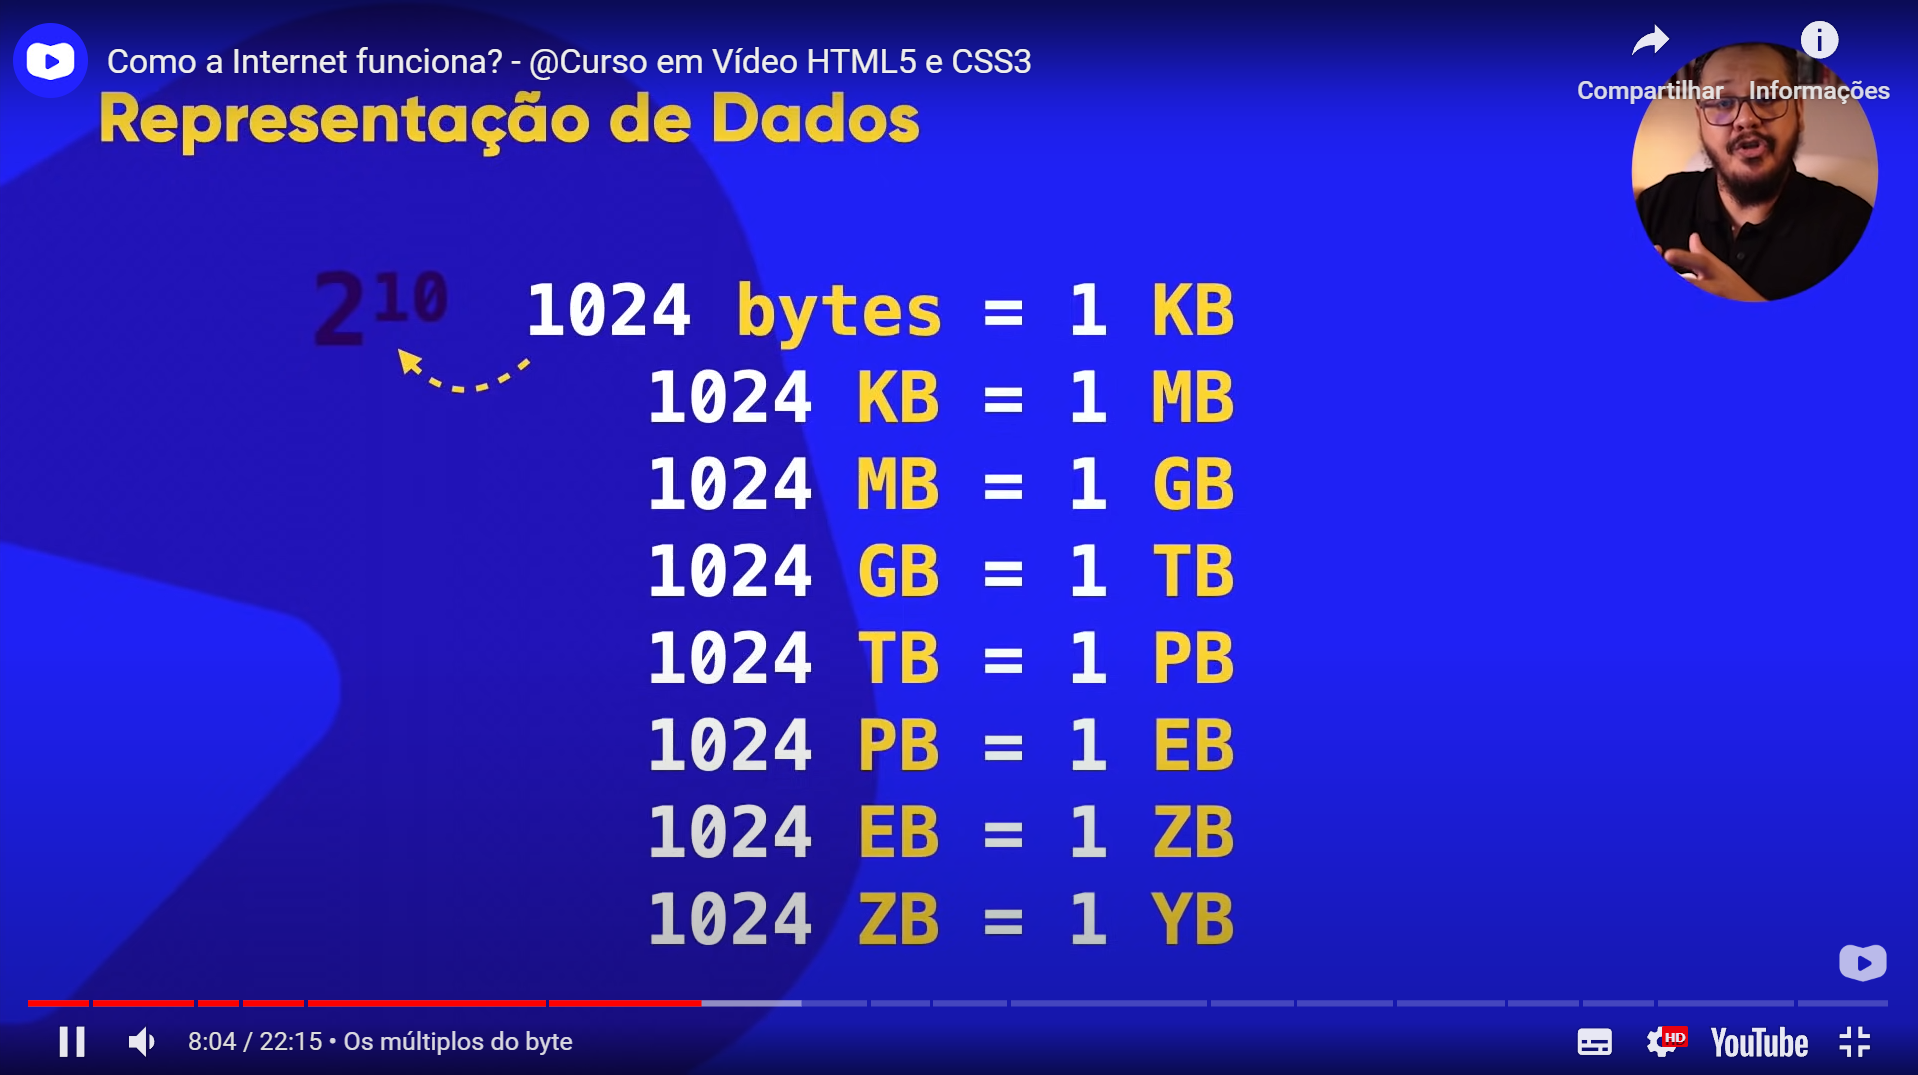 Como a Internet funciona? - @Curso em Vídeo HTML5 e CSS3
Compartilhar
Informações
Representação de Dados
2¹⁰
1024 bytes = 1 KB
1024 KB = 1 MB
1024 MB = 1 GB
1024 GB = 1 TB
1024 TB = 1 PB
1024 PB = 1 EB
1024 EB = 1 ZB
1024 ZB = 1 YB
8:04 / 22:15 • Os múltiplos do byte
HD
YouTube